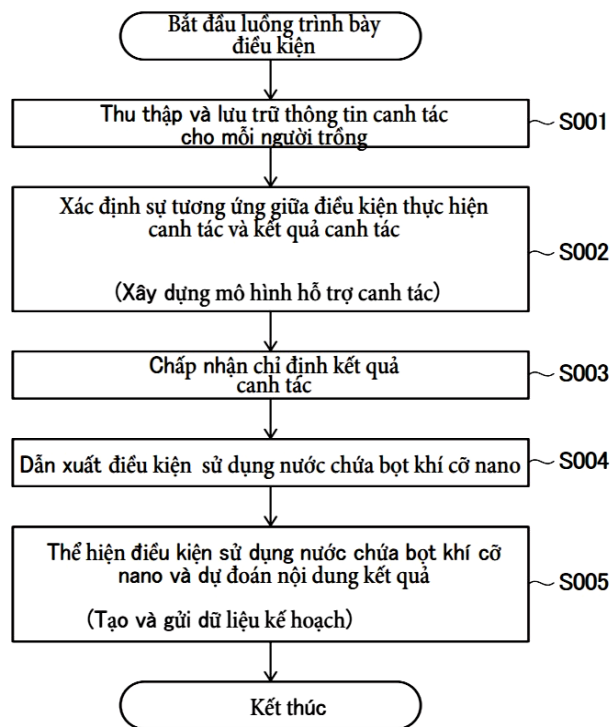 Bắt đầu luồng trình bày
điều kiện
Thu thập và lưu trữ thông tin canh tác
cho mỗi người trồng
S001
Xác định sự tương ứng giữa điều kiện thực hiện
canh tác và kết quả canh tác
(Xây dựng mô hình hỗ trợ canh tác)
S002
Chấp nhận chỉ định kết quả
canh tác
S003
Dẫn xuất điều kiện sử dụng nước chứa bọt khí cỡ nano
S004
Thể hiện điều kiện sử dụng nước chứa bọt khí cỡ
nano và dự đoán nội dung kết quả
(Tạo và gửi dữ liệu kế hoạch)
S005
Kết thúc